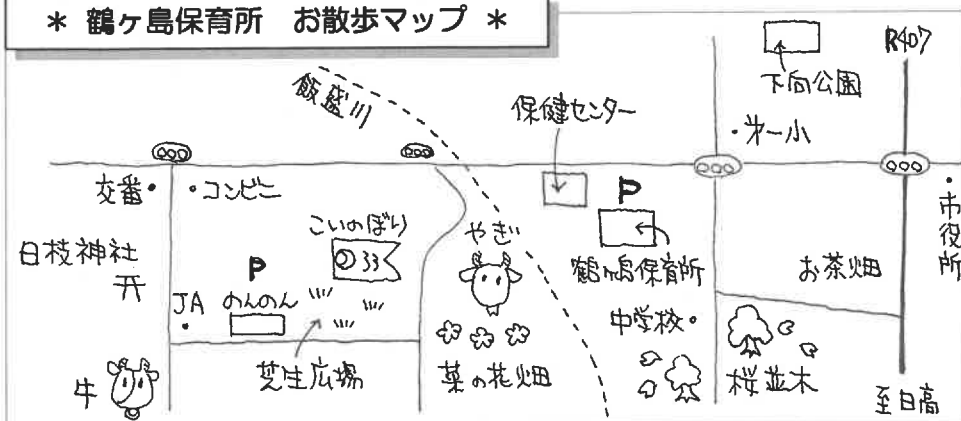 * 鶴ヶ島保育所 お散歩マップ *
R407
下向公園
飯盛川
保健センター
・第一小
交番・
・コンビニ
P
・市役所
こいのぼり
やぎ
日枝神社
P
鶴ヶ島保育所
お茶畑
JA
のんのん
中学校・
牛
芝生広場
菜の花畑
桜並木
至日高